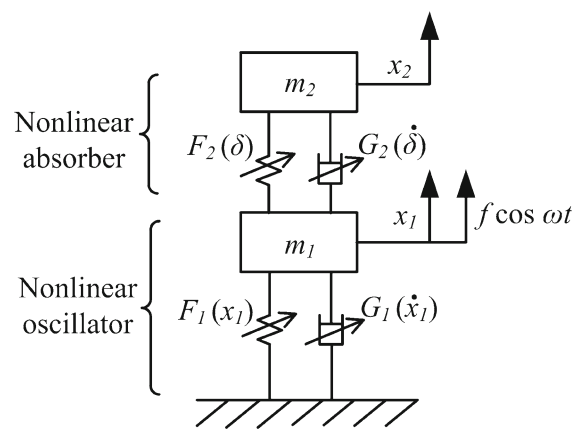 m₂
x₂
Nonlinear
absorber
F₂(δ)
G₂(δ̇)
m₁
x₁
f cos ωt
Nonlinear
oscillator
F₁(x₁)
G₁(ẋ₁)